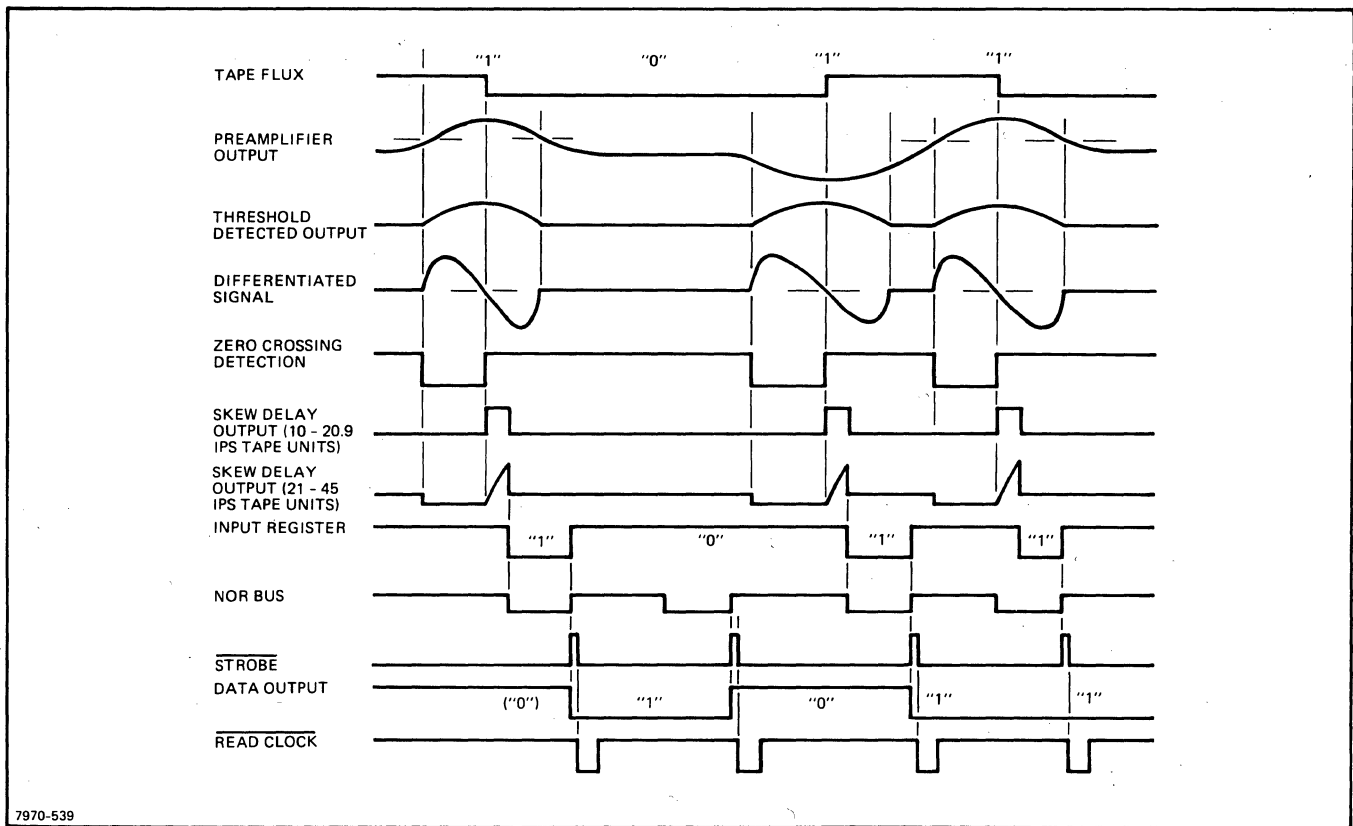 "1" "0" "1" "1"
TAPE FLUX
PREAMPLIFIER
OUTPUT
THRESHOLD
DETECTED OUTPUT
DIFFERENTIATED
SIGNAL
ZERO CROSSING
DETECTION
SKEW DELAY
OUTPUT (10 - 20.9
IPS TAPE UNITS)
SKEW DELAY
OUTPUT (21 - 45
IPS TAPE UNITS)
INPUT REGISTER
"1" "0" "1" "1"
NOR BUS
STROBE
DATA OUTPUT
("0") "1" "0" "1" "1"
READ CLOCK
7970-539